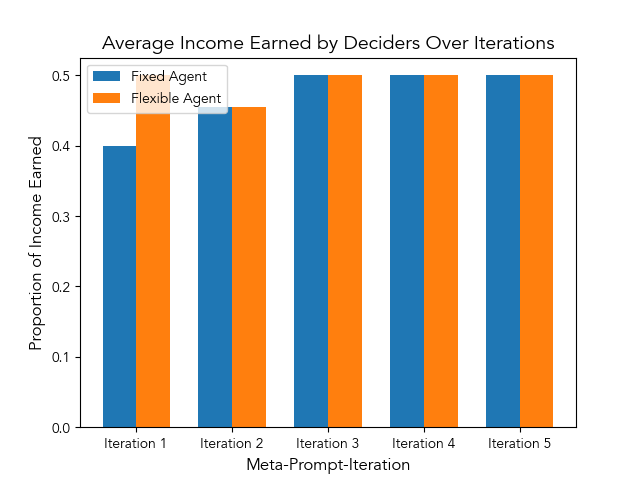 Average Income Earned by Deciders Over Iterations
Fixed Agent
Flexible Agent
Proportion of Income Earned
0.5
0.4
0.3
0.2
0.1
0.0
Iteration 1
Iteration 2
Iteration 3
Iteration 4
Iteration 5
Meta-Prompt-Iteration